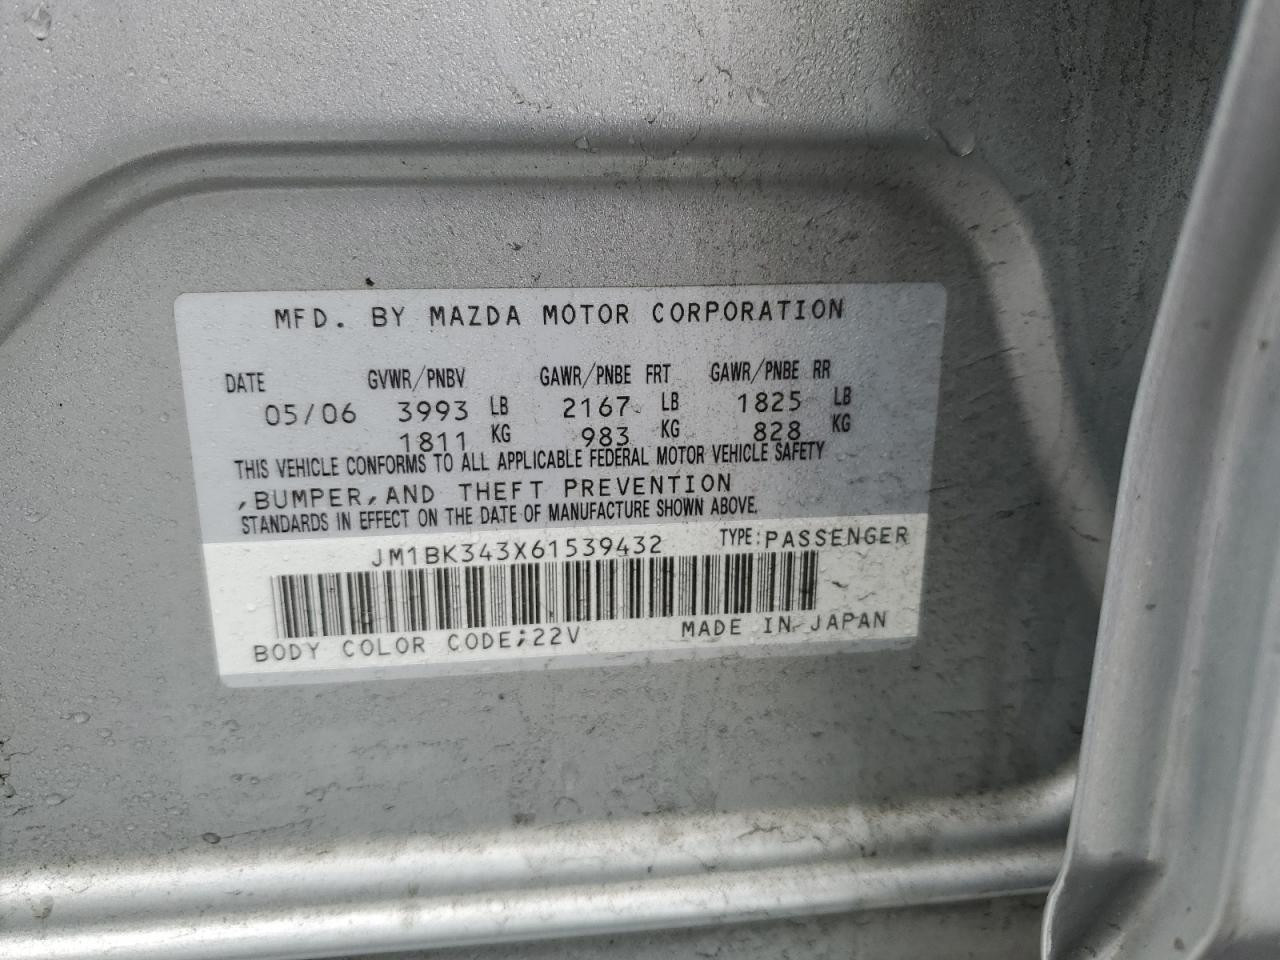 MFD. BY MAZDA MOTOR CORPORATION
DATE GVWR/PNBV GAWR/PNBE FRT GAWR/PNBE RR
05/06 3993 LB 2167 LB 1825 LB
1811 KG 983 KG 828 KG
THIS VEHICLE CONFORMS TO ALL APPLICABLE FEDERAL MOTOR VEHICLE SAFETY
,BUMPER,AND THEFT PREVENTION
STANDARDS IN EFFECT ON THE DATE OF MANUFACTURE SHOWN ABOVE.
JM1BK343X61539432 TYPE:PASSENGER
BODY COLOR CODE;22V MADE IN JAPAN